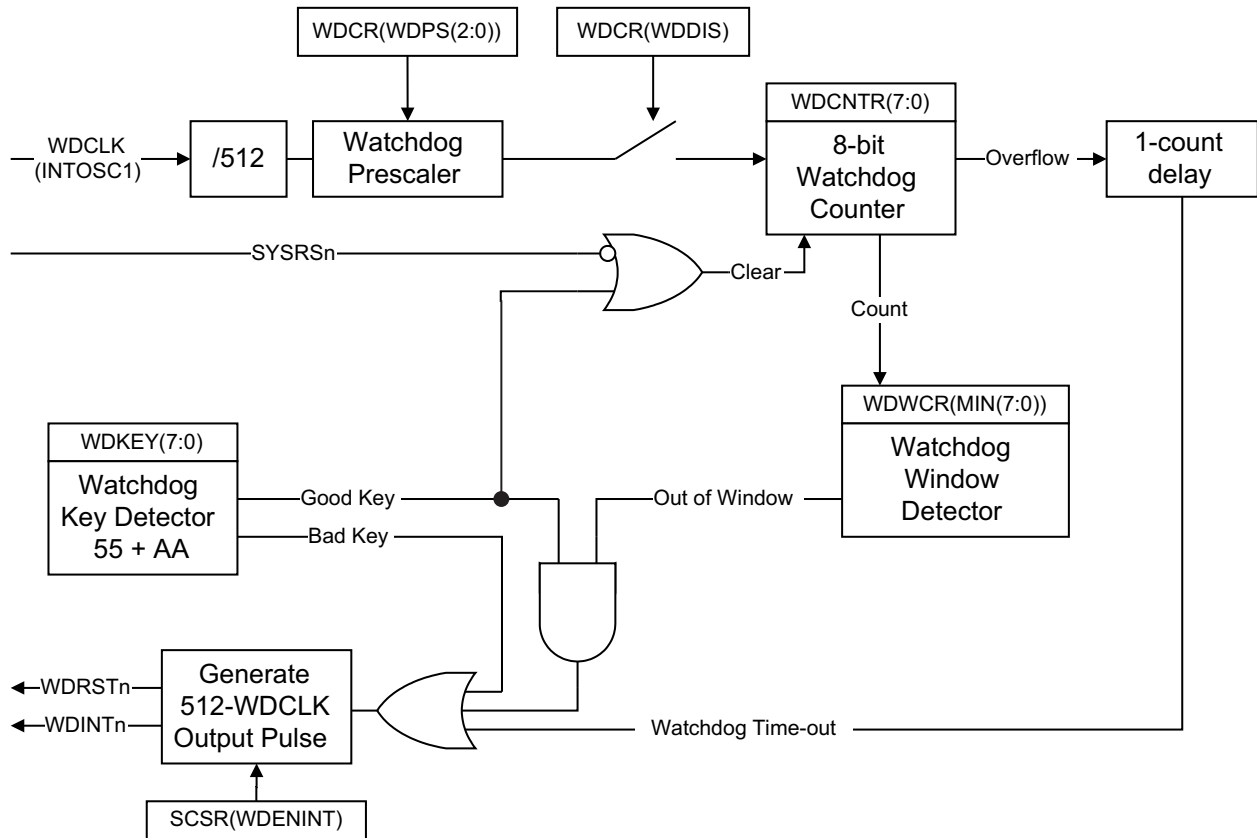 WDCR(WDPS(2:0))
WDCR(WDDIS)
WDCNTR(7:0)
WDCLK
(INTOSC1)
/512
Watchdog
Prescaler
8-bit
Watchdog
Counter
Overflow
1-count
delay
SYSRSn
Clear
Count
WDWCR(MIN(7:0))
Watchdog
Window
Detector
WDKEY(7:0)
Watchdog
Key Detector
55 + AA
Good Key
Bad Key
Out of Window
WDRSTn
WDINTn
Generate
512-WDCLK
Output Pulse
Watchdog Time-out
SCSR(WDENINT)